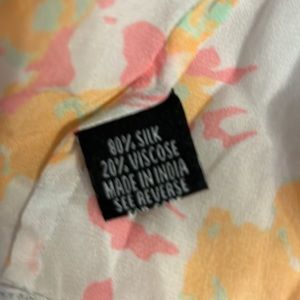 80% SILK
20% VISCOSE
MADE IN INDIA
SEE REVERSE